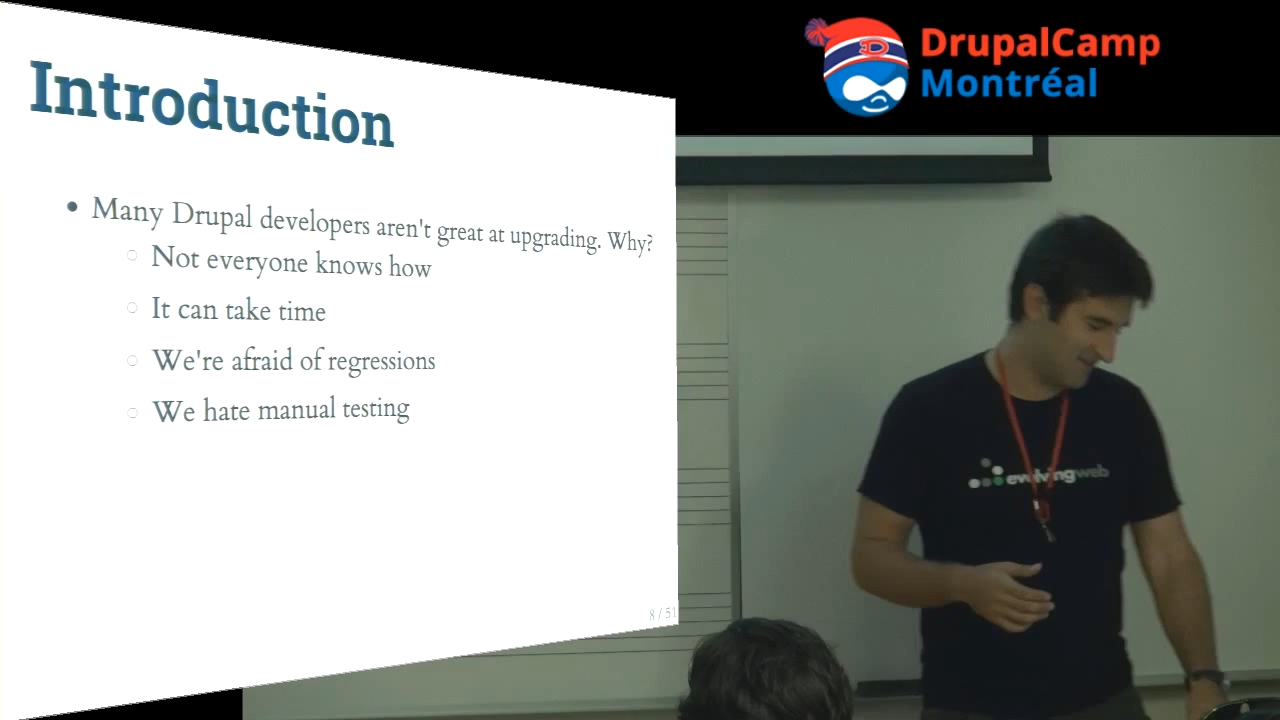 Introduction
Many Drupal developers aren't great at upgrading. Why?
Not everyone knows how
It can take time
We're afraid of regressions
We hate manual testing
8 / 51
DrupalCamp
Montréal
evolvingweb